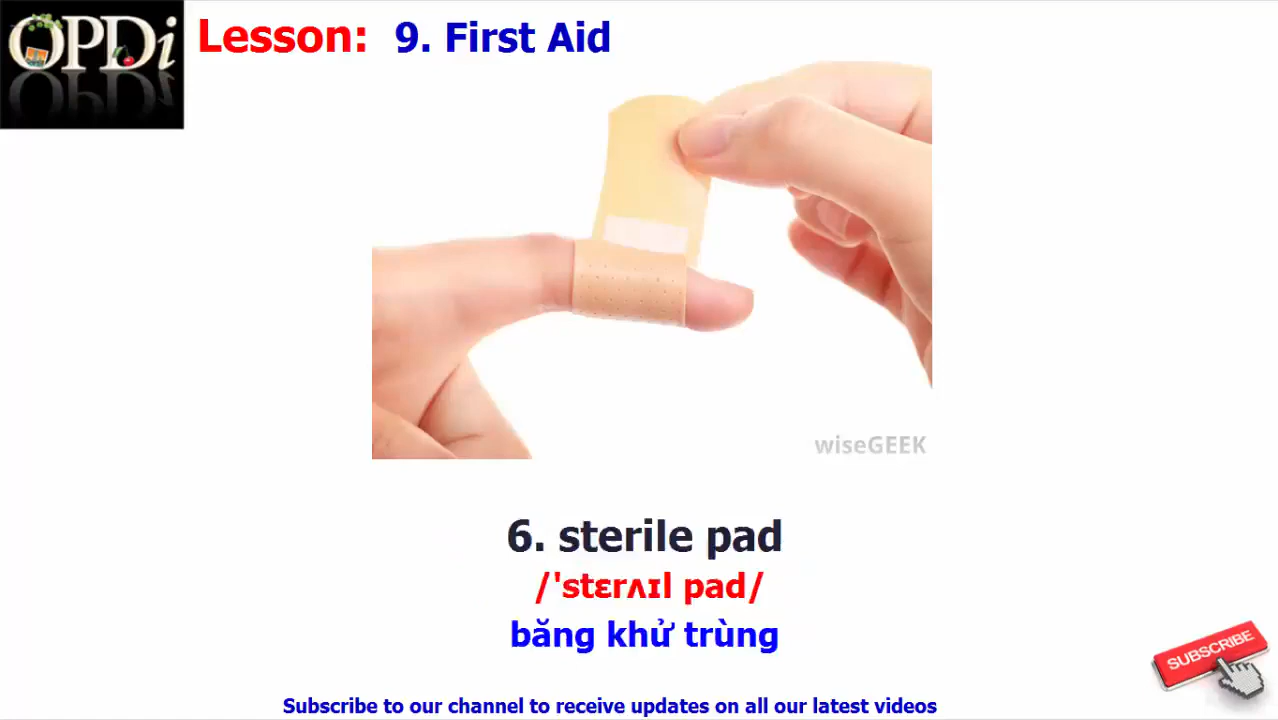 OPDi
Lesson: 9. First Aid
wiseGEEK
6. sterile pad
/ˈstɛrʌɪl pad/
băng khử trùng
SUBSCRIBE
Subscribe to our channel to receive updates on all our latest videos